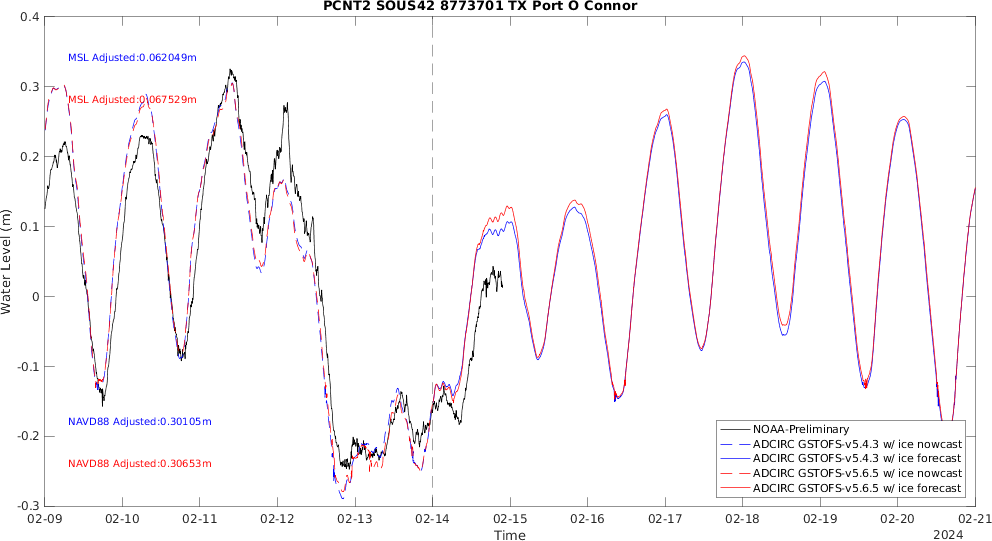 PCNT2 SOUS42 8773701 TX Port O Connor
0.4
0.3
0.2
0.1
0
-0.1
-0.2
-0.3
Water Level (m)
MSL Adjusted:0.062049m
MSL Adjusted:0.067529m
NAVD88 Adjusted:0.30105m
NAVD88 Adjusted:0.30653m
NOAA-Preliminary
ADCIRC GSTOFS-v5.4.3 w/ ice nowcast
ADCIRC GSTOFS-v5.4.3 w/ ice forecast
ADCIRC GSTOFS-v5.6.5 w/ ice nowcast
ADCIRC GSTOFS-v5.6.5 w/ ice forecast
02-09 02-10 02-11 02-12 02-13 02-14 02-15 02-16 02-17 02-18 02-19 02-20 02-21
Time
2024